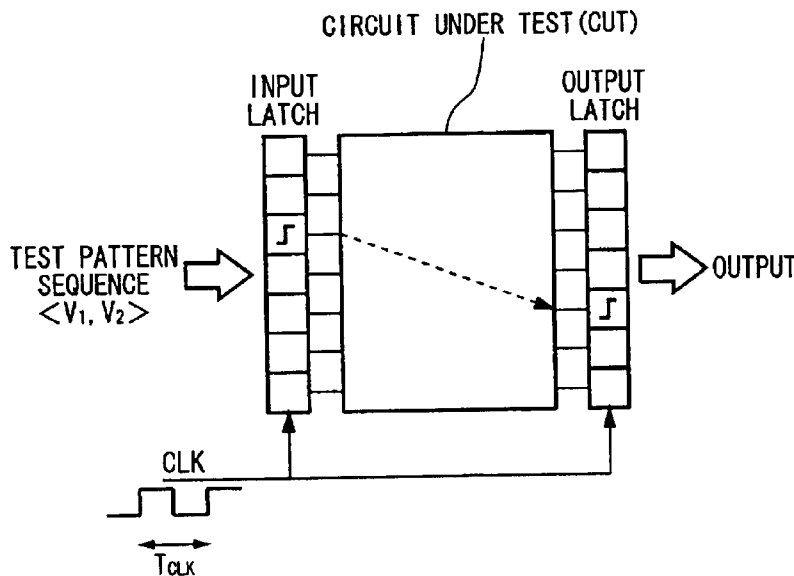 CIRCUIT UNDER TEST(CUT)
INPUT
LATCH
OUTPUT
LATCH
TEST PATTERN
SEQUENCE
<V1, V2>
OUTPUT
CLK
TCLK